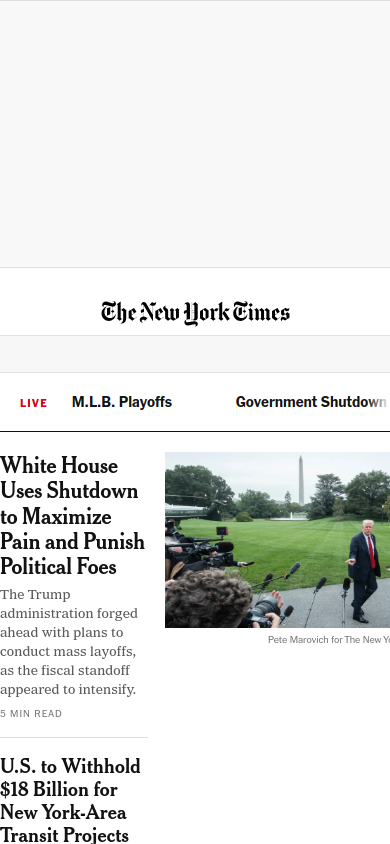 The New York Times
LIVE
M.L.B. Playoffs
Government Shutdown
White House
Uses Shutdown
to Maximize
Pain and Punish
Political Foes
The Trump
administration forged
ahead with plans to
conduct mass layoffs,
as the fiscal standoff
appeared to intensify.
5 MIN READ
Pete Marovich for The New Yo
U.S. to Withhold
$18 Billion for
New York-Area
Transit Projects